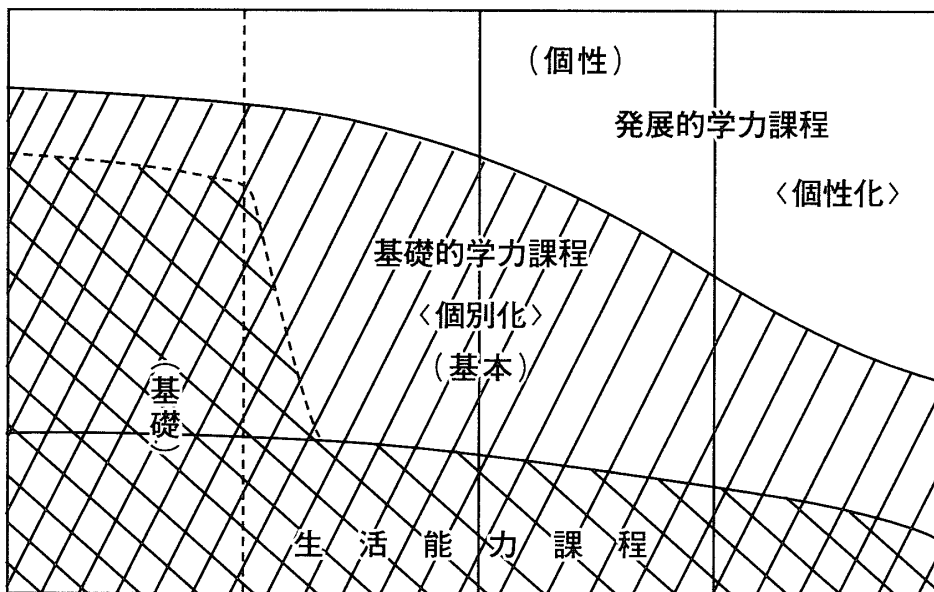 (個性)
発展的学力課程
〈個性化〉
基礎的学力課程
〈個別化〉
(基本)
(基礎)
生活能力課程